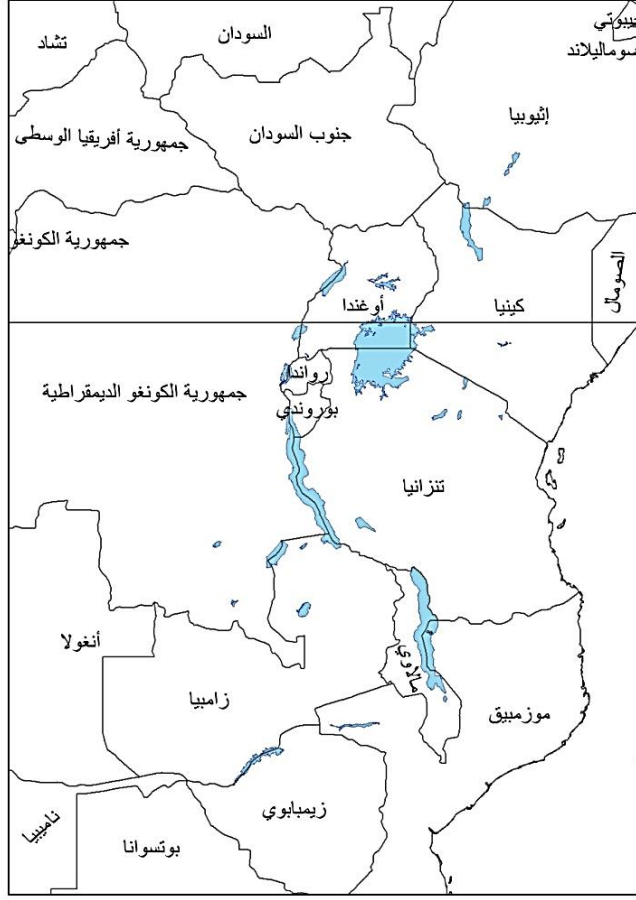 جيبوتي
السودان
تشاد
سوماليلاند
إثيوبيا
جنوب السودان
جمهورية أفريقيا الوسطى
جمهورية الكونغو
الصومال
أوغندا
كينيا
رواندا
جمهورية الكونغو الديمقراطية
بوروندي
تنزانيا
أنغولا
مالاوي
زامبيا
موزمبيق
زيمبابوي
ناميبيا
بوتسوانا